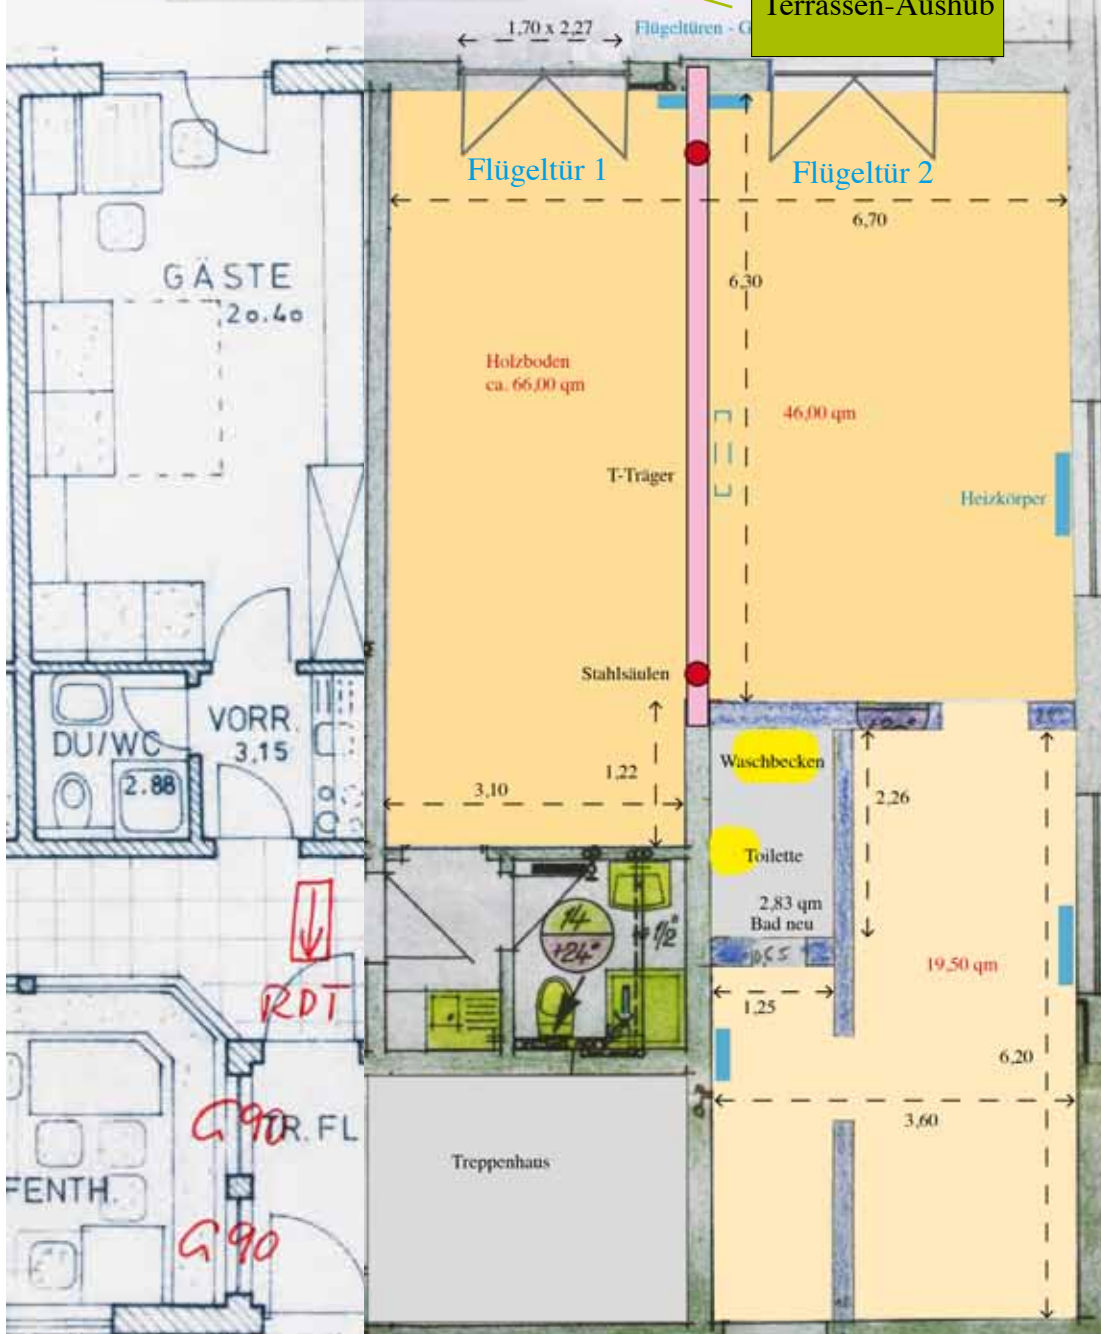 Terrassen-Aushub
1,70 x 2,27
Flügeltüren - G
Flügeltür 1
Flügeltür 2
6,70
GÄSTE
20.40
6,30
Holzboden
ca. 66,00 qm
46,00 qm
T-Träger
Heizkörper
Stahlsäulen
VORR.
3,15
DU/WC
2.88
1,22
3,10
Waschbecken
2,26
Toilette
2,83 qm
Bad neu
14
+24°
1/2"
0,65
19,50 qm
RDT
1,25
6,20
G90
TR. FL
3,60
Treppenhaus
FENTH.
G90